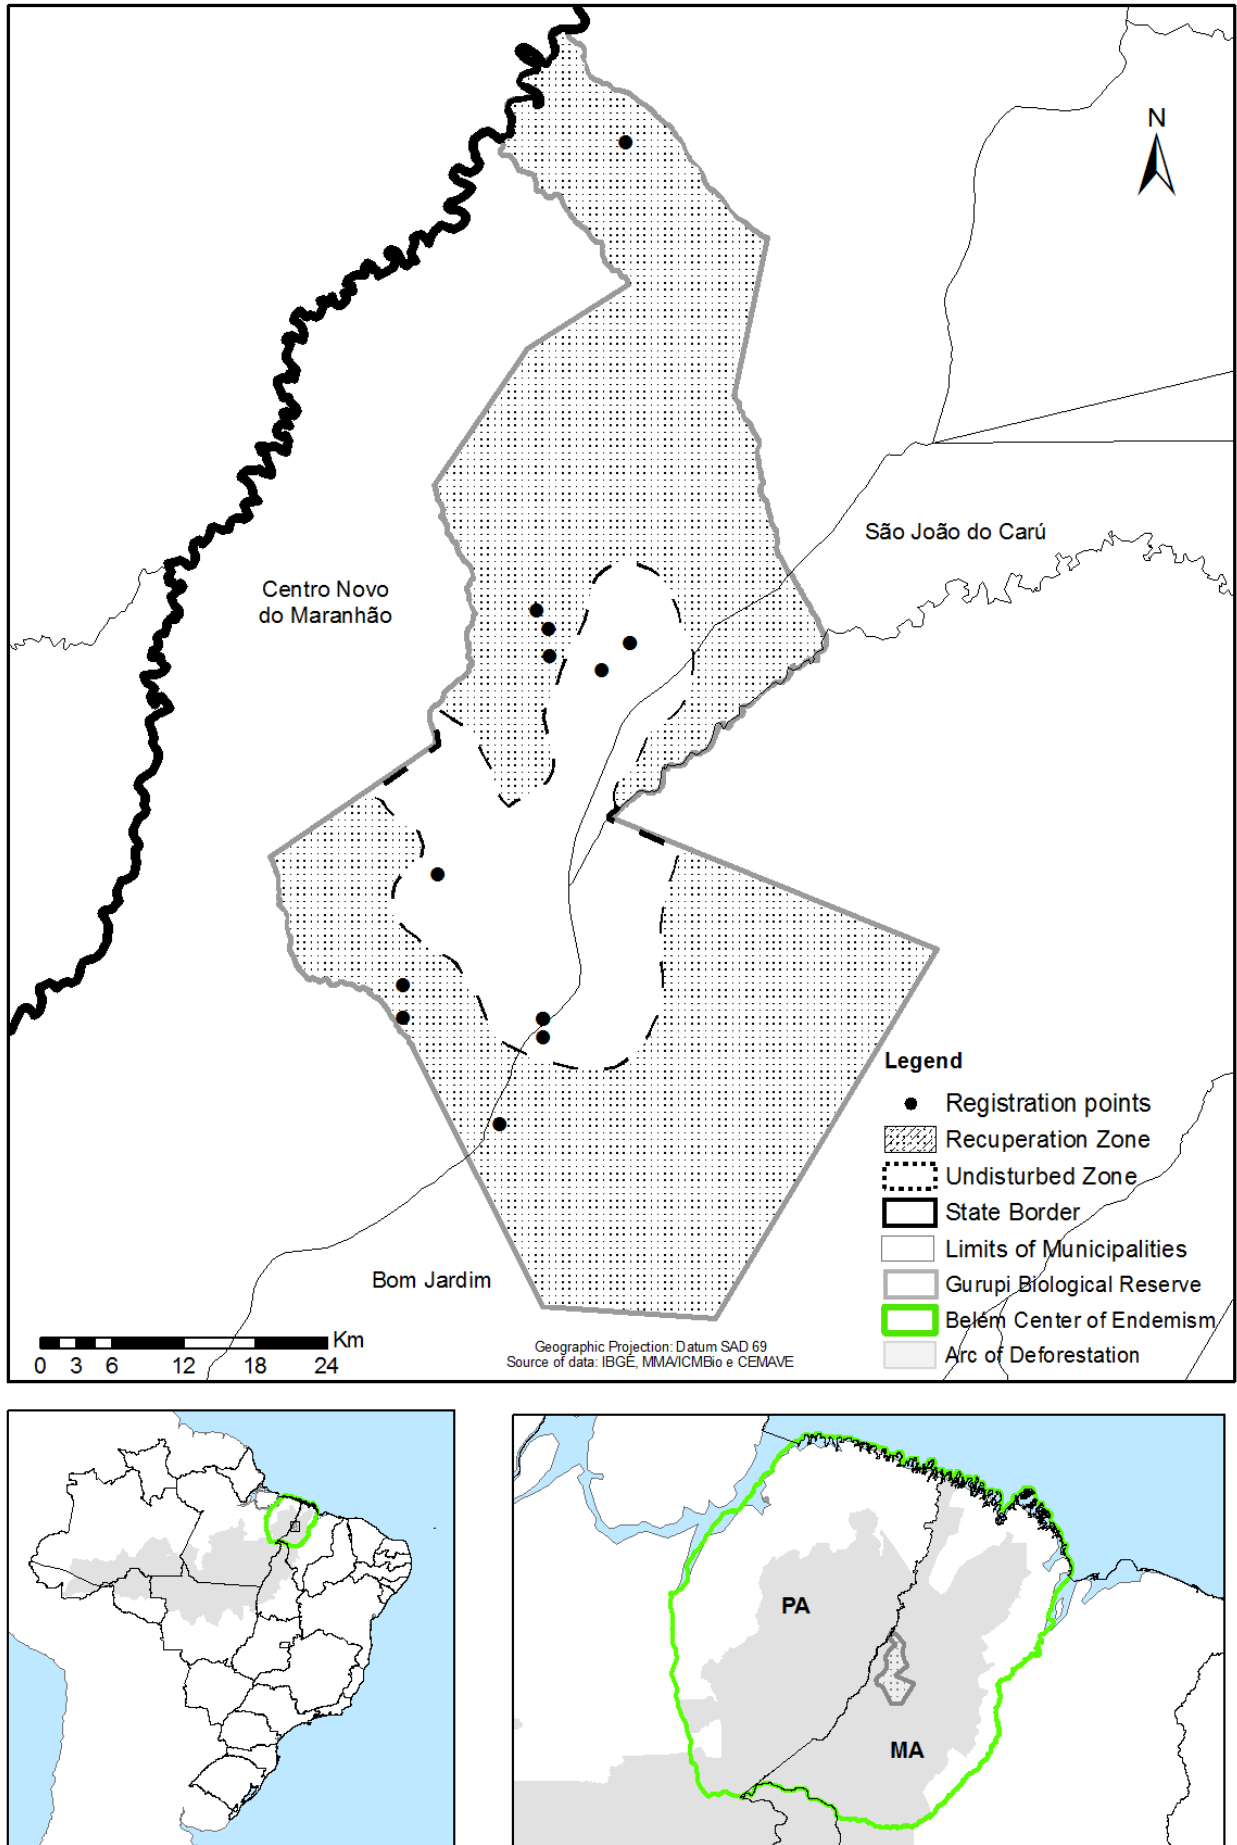 N
São João do Carú
Centro Novo
do Maranhão
Legend
Registration points
Recuperation Zone
Undisturbed Zone
State Border
Limits of Municipalities
Gurupi Biological Reserve
Belém Center of Endemism
Arc of Deforestation
Bom Jardim
Km
0 3 6 12 18 24
Geographic Projection: Datum SAD 69
Source of data: IBGE, MMA/ICMBio e CEMAVE
PA
MA